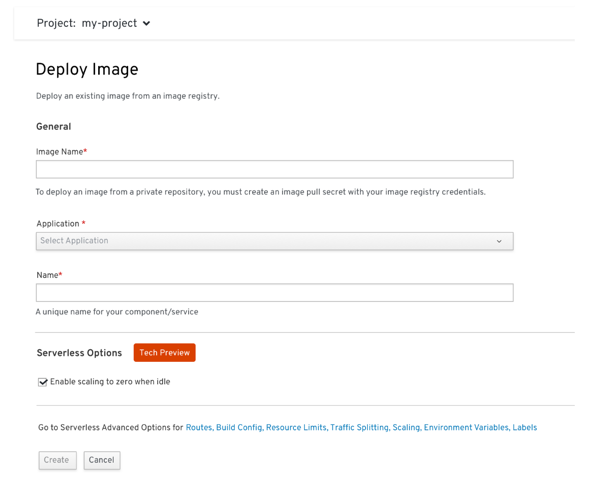 Project: my-project
Deploy Image
Deploy an existing image from an image registry.
General
Image Name*
To deploy an image from a private repository, you must create an image pull secret with your image registry credentials.
Application *
Select Application
Name*
A unique name for your component/service
Serverless Options Tech Preview
Enable scaling to zero when idle
Go to Serverless Advanced Options for Routes, Build Config, Resource Limits, Traffic Splitting, Scaling, Environment Variables, Labels
Create Cancel